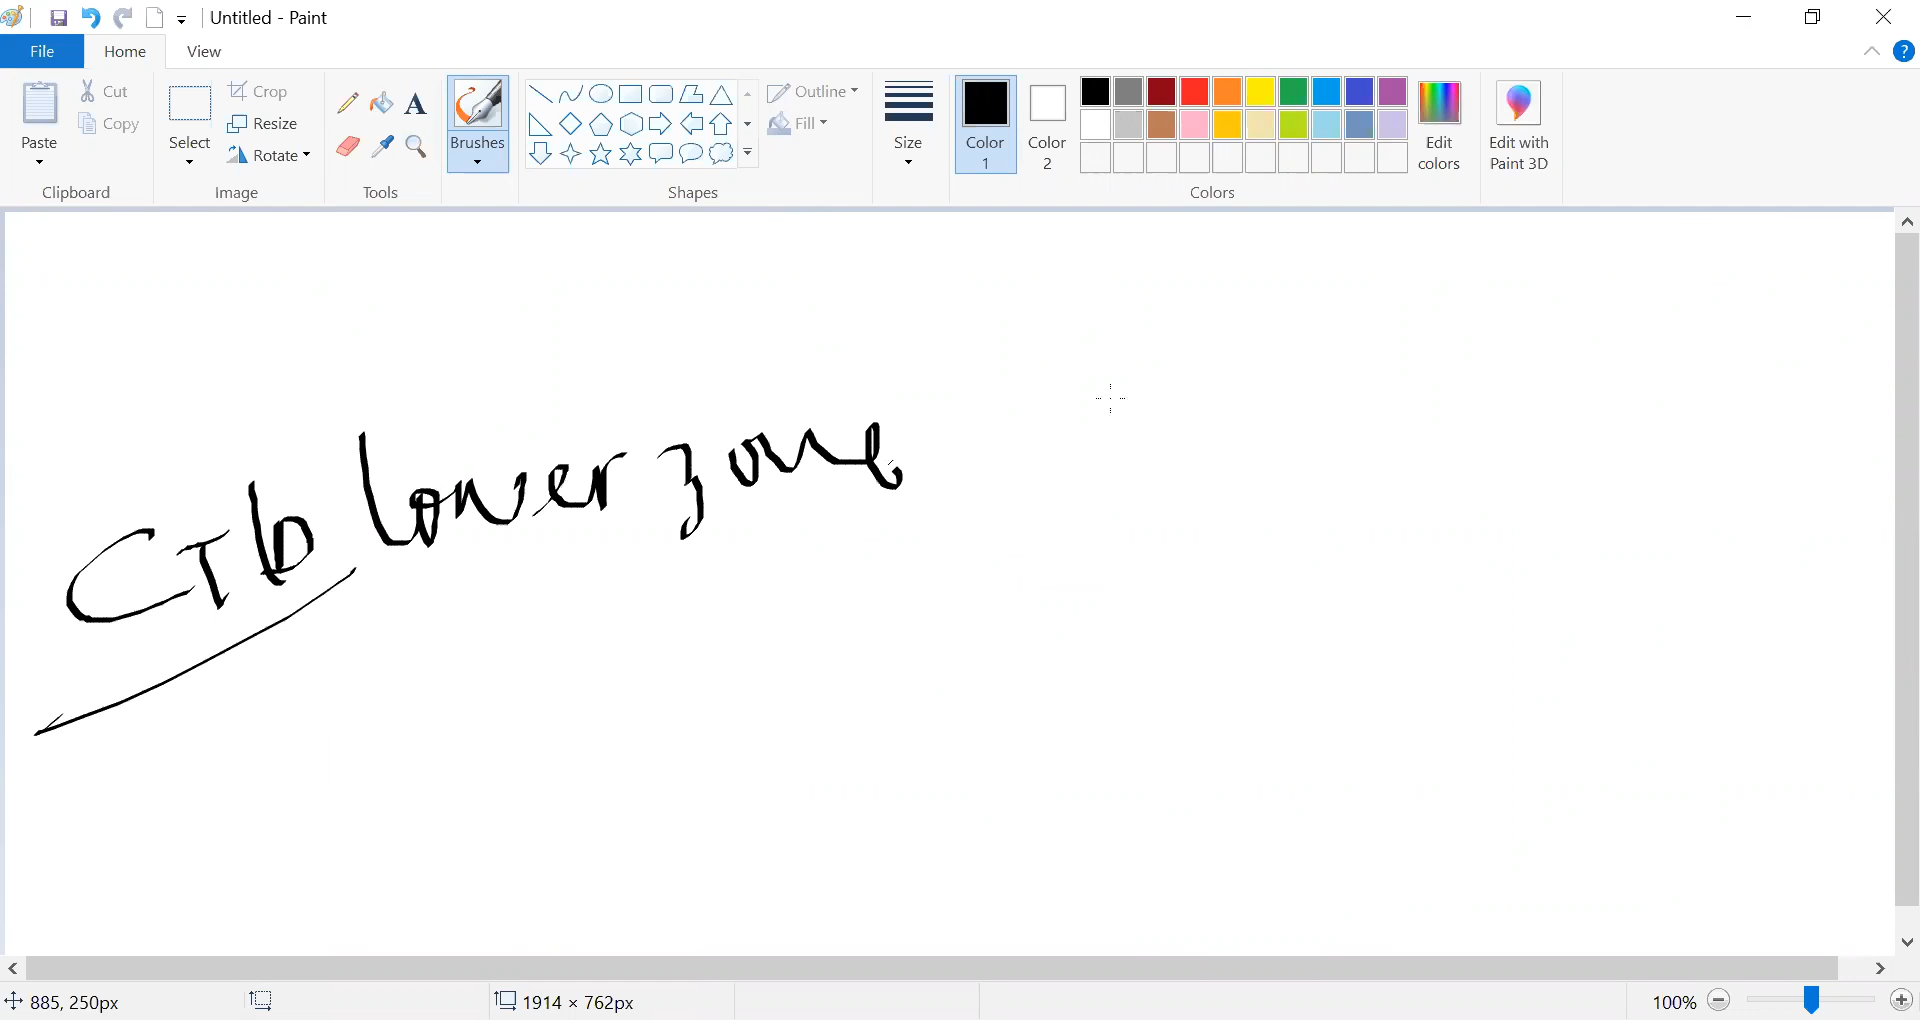 Untitled - Paint
File Home View
Paste
Cut
Copy
Clipboard
Select
Crop
Resize
Rotate
Image
A
Tools
Brushes
Shapes
Outline
Fill
Size
Color 1
Color 2
Colors
Edit colors
Edit with Paint 3D
?
CTb lower zone
885, 250px
1914 × 762px
100%